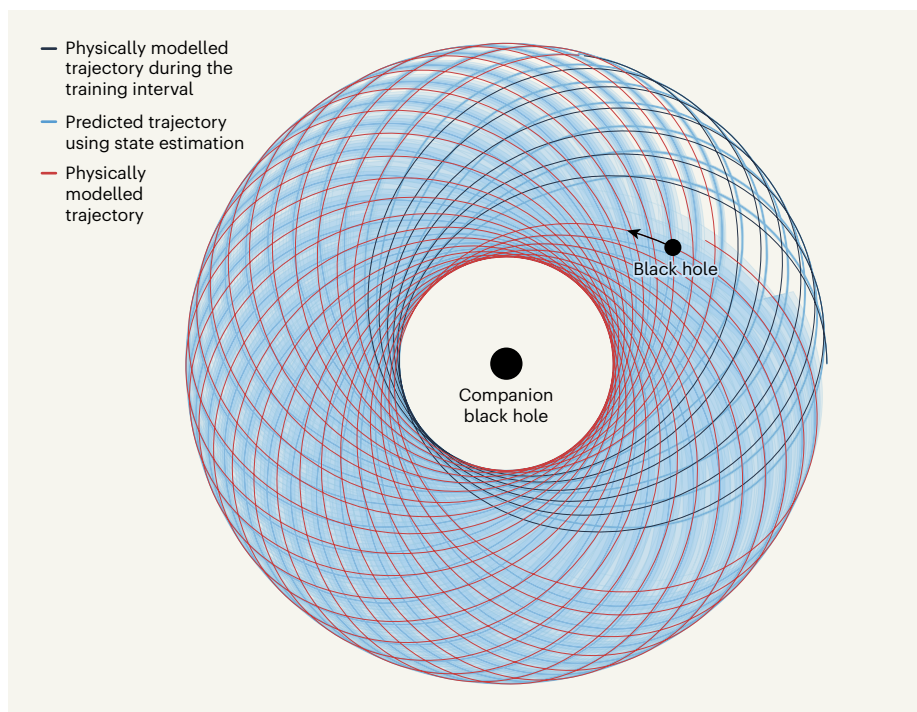 Physically modelled
trajectory during the
training interval
Predicted trajectory
using state estimation
Physically
modelled
trajectory
Black hole
Companion
black hole